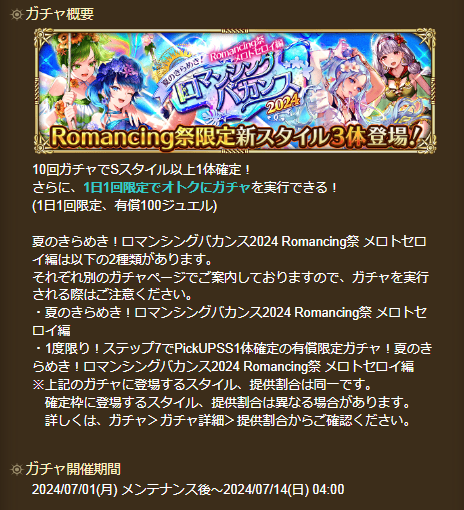 ガチャ概要
夏のきらめき！
Romancing祭
メロトセロイ編
ロマンシング
バカンス
2024
Romancing祭限定新スタイル3体登場！
10回ガチャでSスタイル以上1体確定！
さらに、1日1回限定でオトクにガチャを実行できる！
(1日1回限定、有償100ジュエル)
夏のきらめき！ロマンシングバカンス2024 Romancing祭 メロトセロ
イ編は以下の2種類があります。
それぞれ別のガチャページでご案内しておりますので、ガチャを実行
される際はご注意ください。
・夏のきらめき！ロマンシングバカンス2024 Romancing祭 メロトセ
ロイ編
・1度限り！ステップ7でPickUPSS1体確定の有償限定ガチャ！夏のき
らめき！ロマンシングバカンス2024 Romancing祭 メロトセロイ編
※上記のガチャに登場するスタイル、提供割合は同一です。
確定枠に登場するスタイル、提供割合は異なる場合があります。
詳しくは、ガチャ＞ガチャ詳細＞提供割合からご確認ください。
ガチャ開催期間
2024/07/01(月) メンテナンス後～2024/07/14(日) 04:00